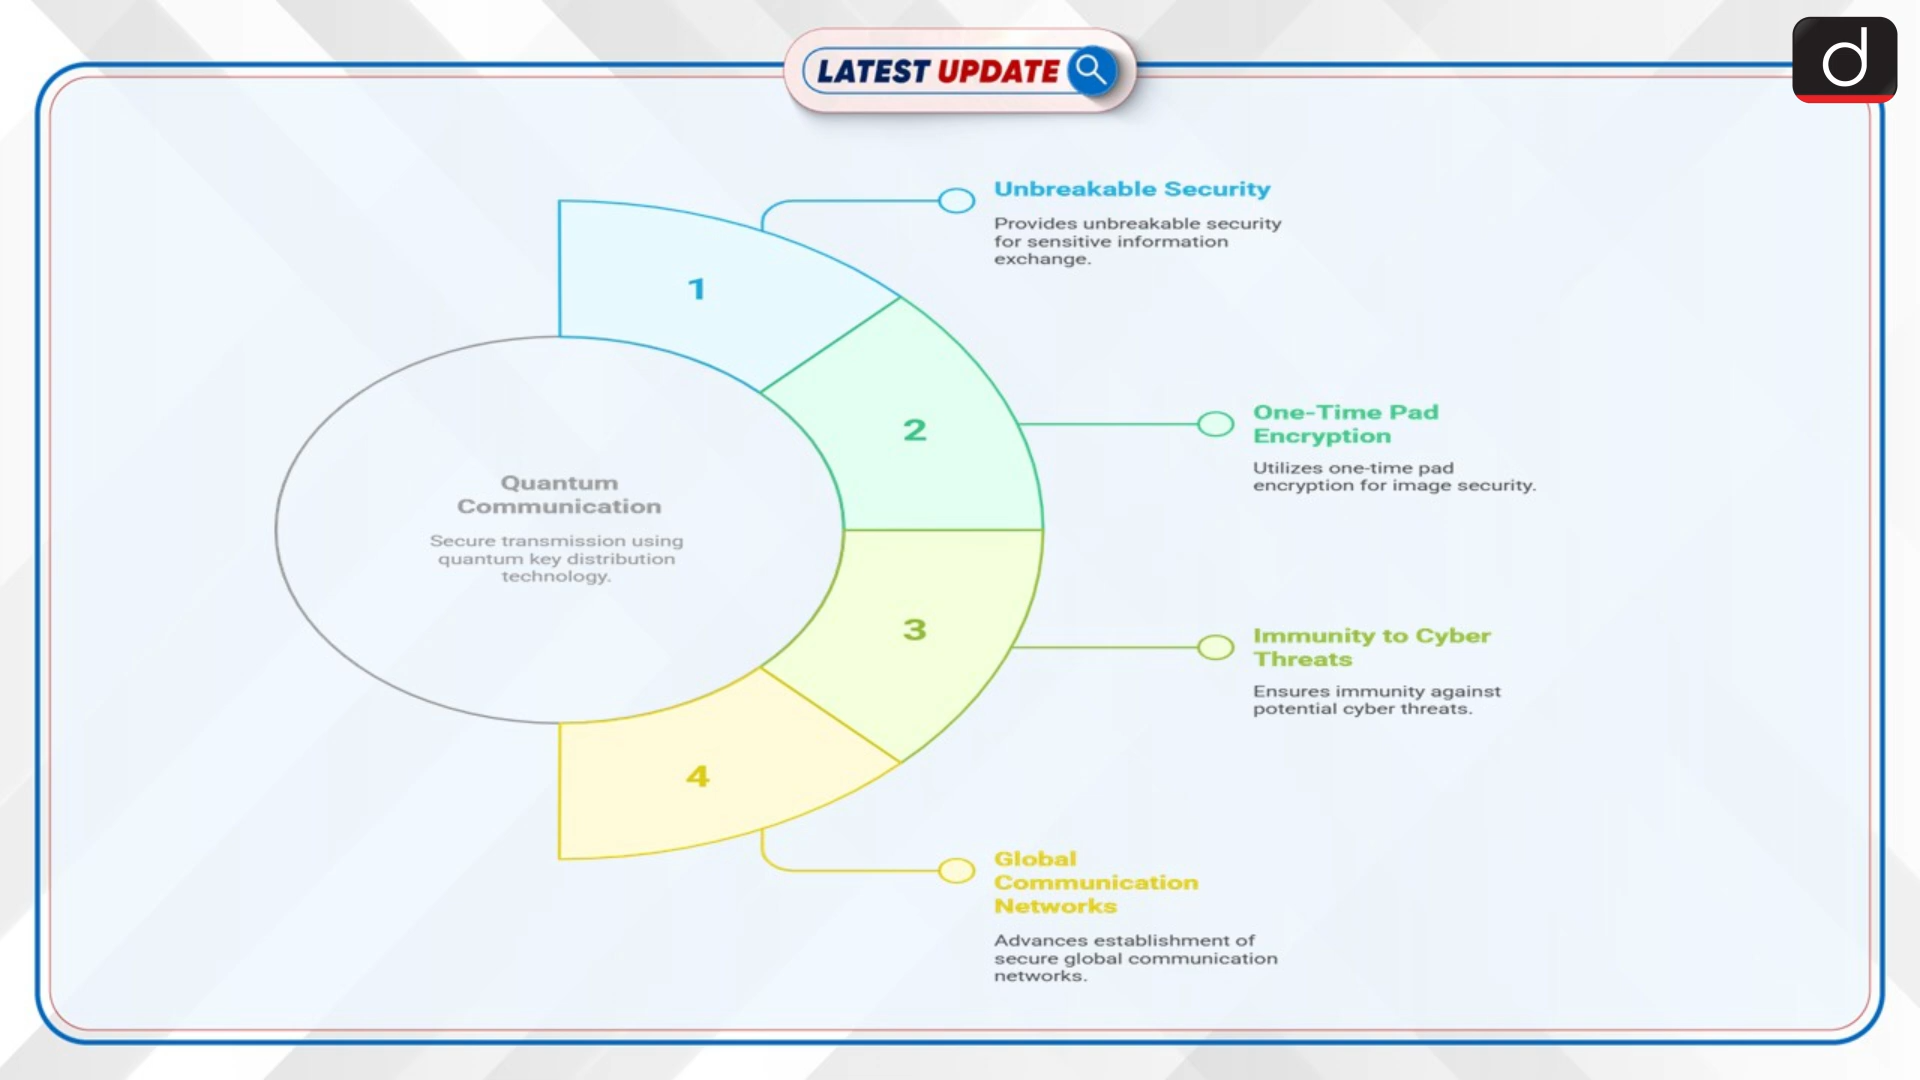 LATEST UPDATE
d
1
Unbreakable Security
Provides unbreakable security
for sensitive information
exchange.
2
One-Time Pad
Encryption
Utilizes one-time pad
encryption for image security.
Quantum
Communication
Secure transmission using
quantum key distribution
technology.
3
Immunity to Cyber
Threats
Ensures immunity against
potential cyber threats.
4
Global
Communication
Networks
Advances establishment of
secure global communication
networks.